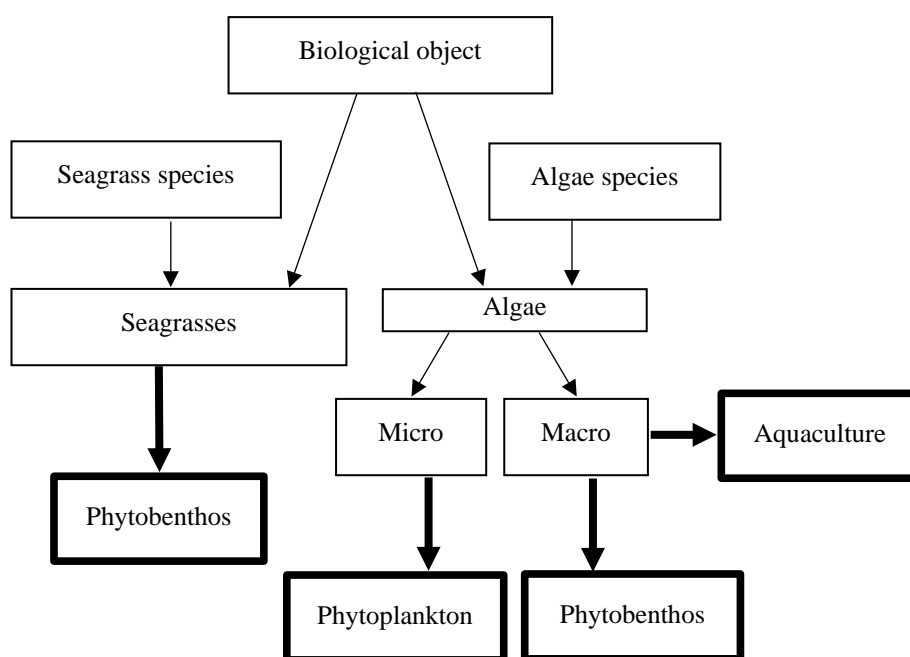 Biological object
Seagrass species
Algae species
Seagrasses
Algae
Micro
Macro
Aquaculture
Phytobenthos
Phytoplankton
Phytobenthos